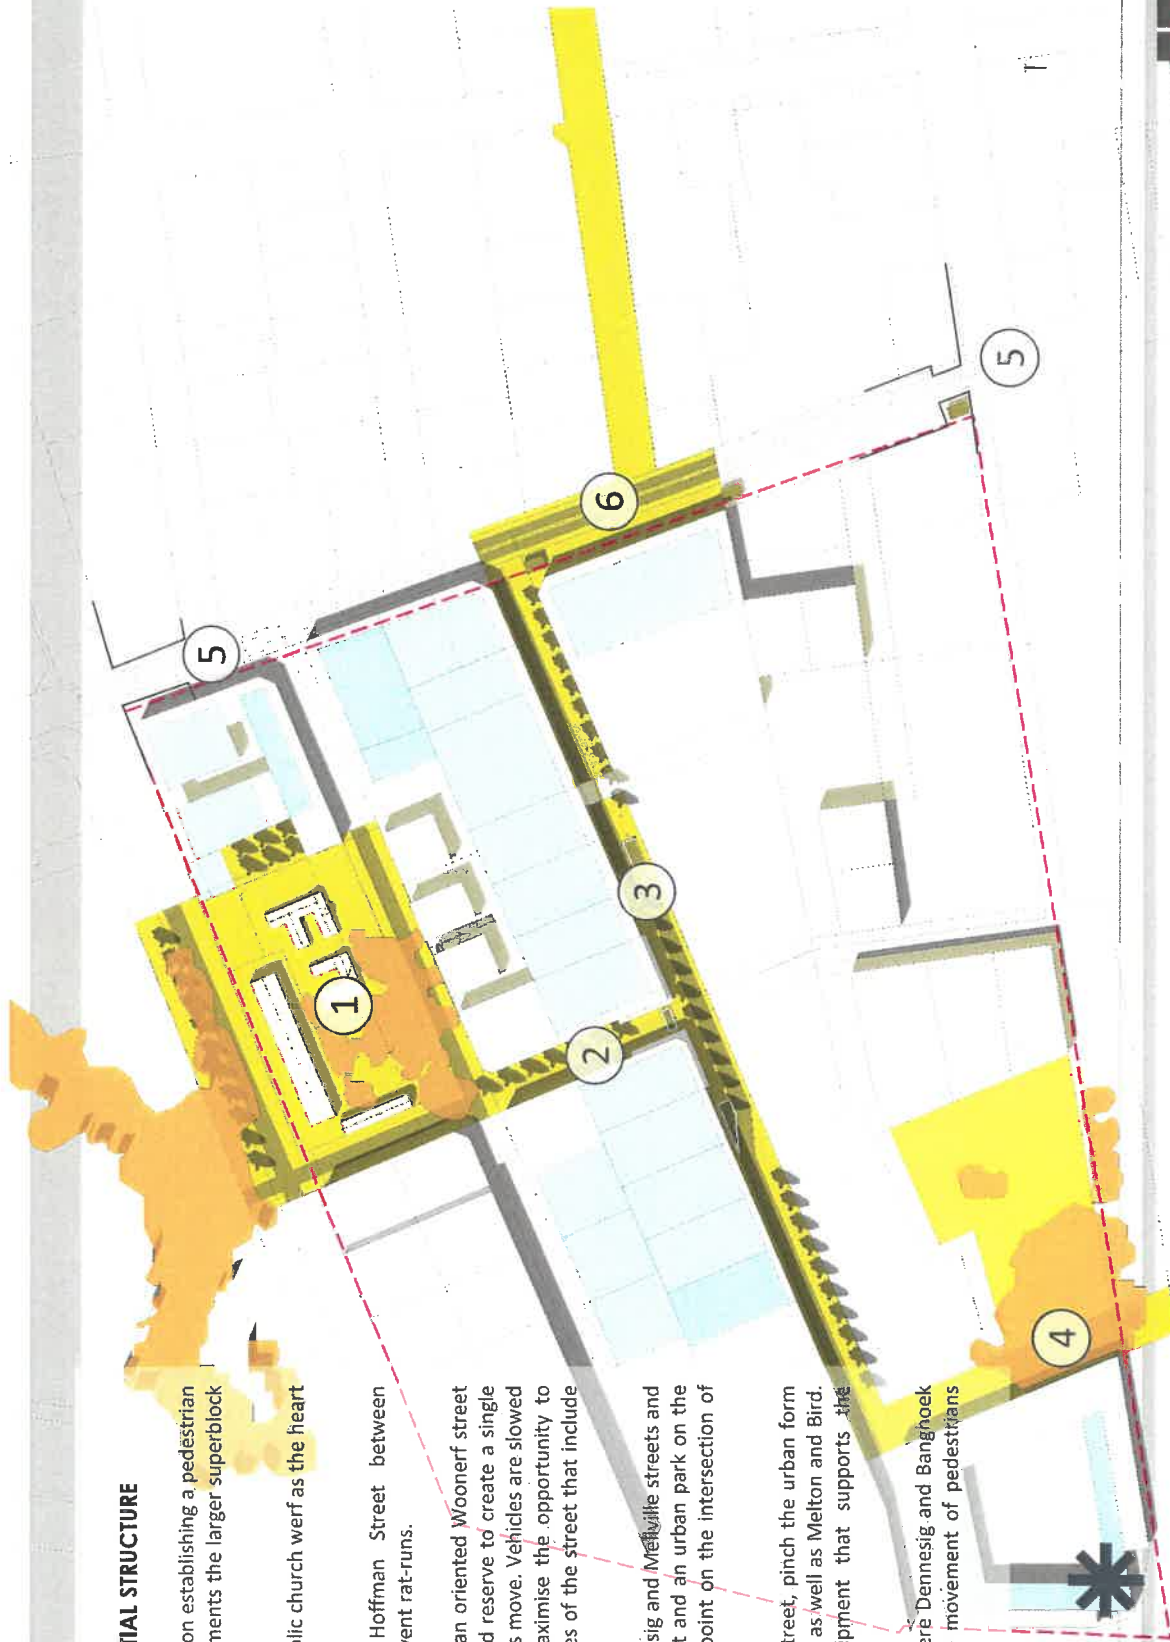 TIAL STRUCTURE
on establishing a pedestrian
ments the larger superblock
lic church werf as the heart
Hoffman Street between
vent rat-runs.
an oriented Woonerf street
d reserve to create a single
s move. Vehicles are slowed
aximise the opportunity to
es of the street that include
sig and Mellville streets and
t and an urban park on the
point on the intersection of
treet, pinch the urban form
as well as Melton and Bird.
pment that supports the
ere Dennesig and Banghoek
movement of pedestrians
1
2
3
4
5
5
6